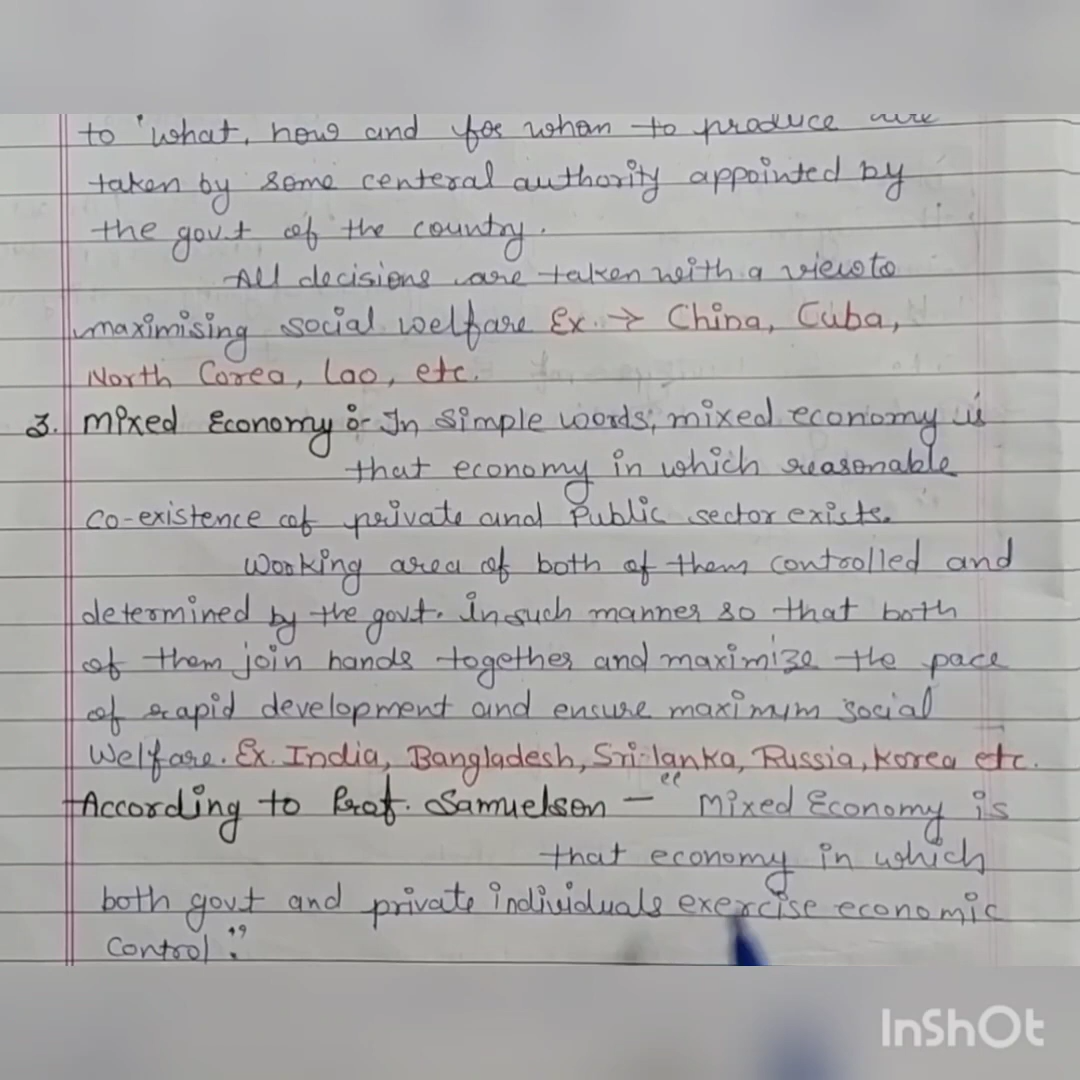 to 'what, how and for whom to produce are
taken by some centeral authority appointed by
the gov.t of the country.
All decisions are taken with a view to
maximising social welfare Ex. → China, Cuba,
North Corea, Lao, etc.
3. Mixed Economy :- In simple words, mixed economy is
that economy in which reasonable
co-existence of private and Public sector exists.
Working area of both of them controlled and
determined by the govt. in such manner so that both
of them join hands together and maximize the pace
of rapid development and ensure maximum social
Welfare. Ex. India, Bangladesh, Sri-lanka, Russia, Korea etc.
According to Prof. Samuelson - "Mixed Economy is
that economy in which
both govt and private individuals exercise economic
Control."
InShOt